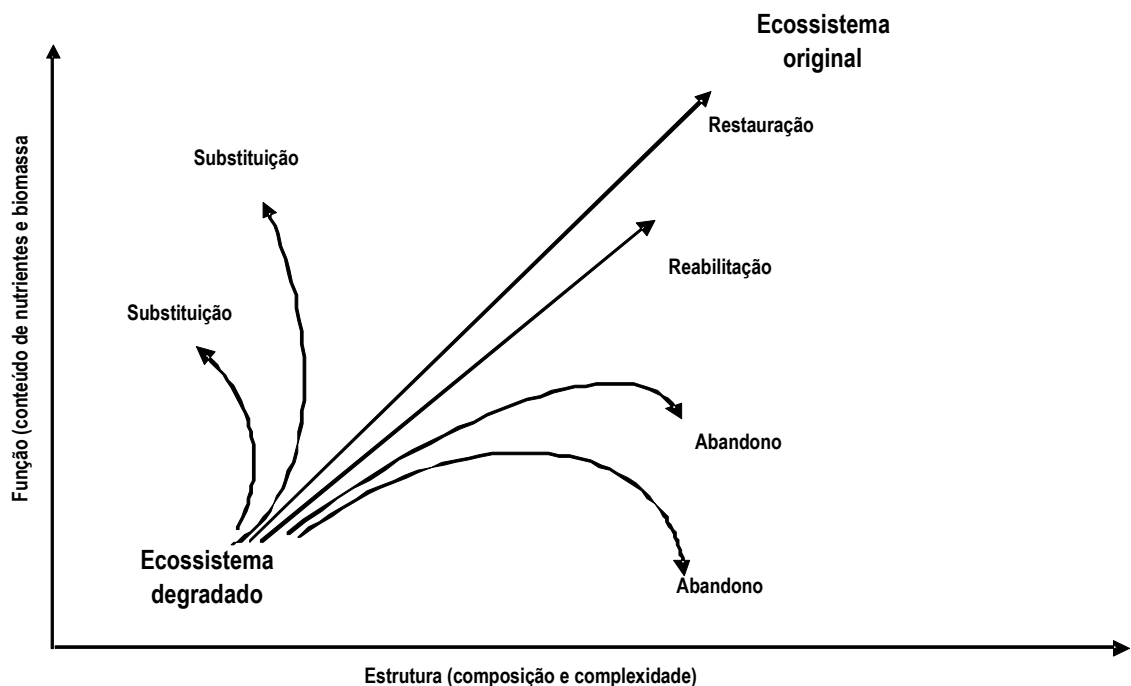 Ecossistema
original
Restauração
Substituição
Reabilitação
Substituição
Abandono
Ecossistema
degradado
Abandono
Função (conteúdo de nutrientes e biomassa
Estrutura (composição e complexidade)